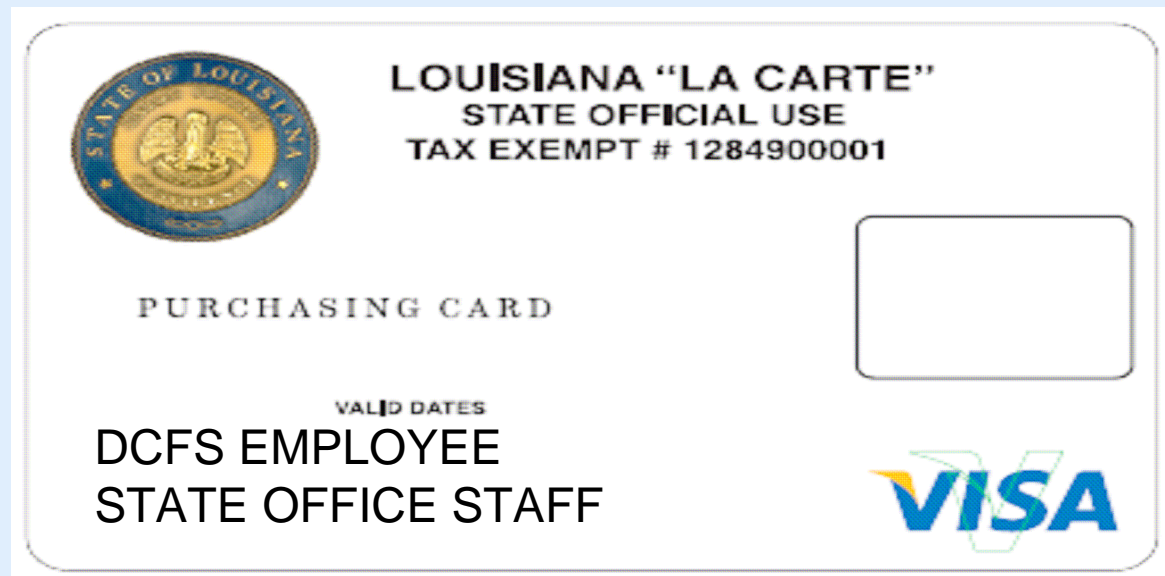 STATE OF LOUISIANA
LOUISIANA “LA CARTE”
STATE OFFICIAL USE
TAX EXEMPT # 1284900001
PURCHASING CARD
VALID DATES
DCFS EMPLOYEE
STATE OFFICE STAFF
VISA